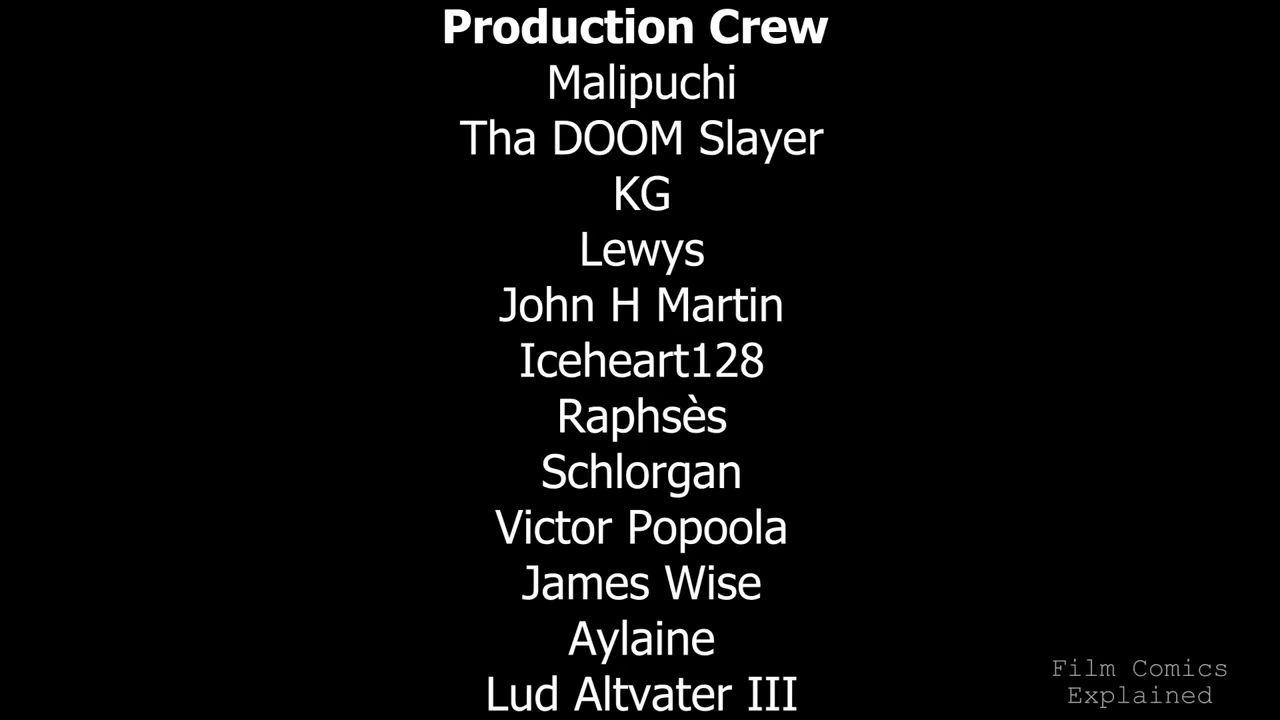 Production Crew
Malipuchi
Tha DOOM Slayer
KG
Lewys
John H Martin
Iceheart128
Raphsès
Schlorgan
Victor Popoola
James Wise
Aylaine
Lud Altvater III
Film Comics
Explained